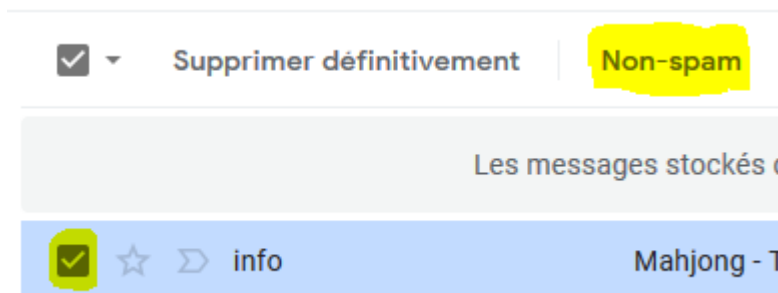 Supprimer définitivement Non-spam
Les messages stockés
info Mahjong -